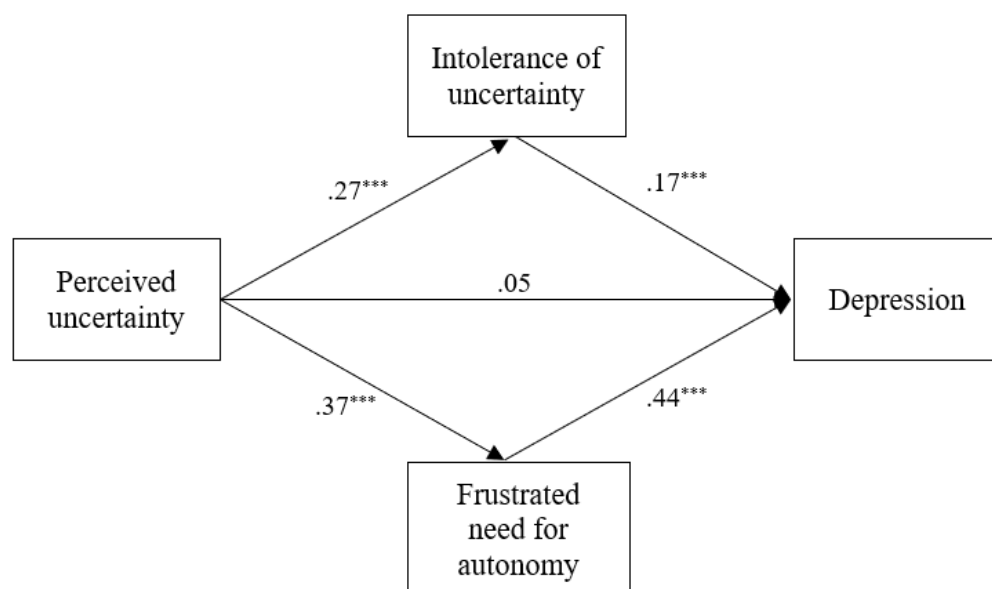 Intolerance of
uncertainty
.27***
.17***
Perceived
uncertainty
.05
Depression
.37***
.44***
Frustrated
need for
autonomy